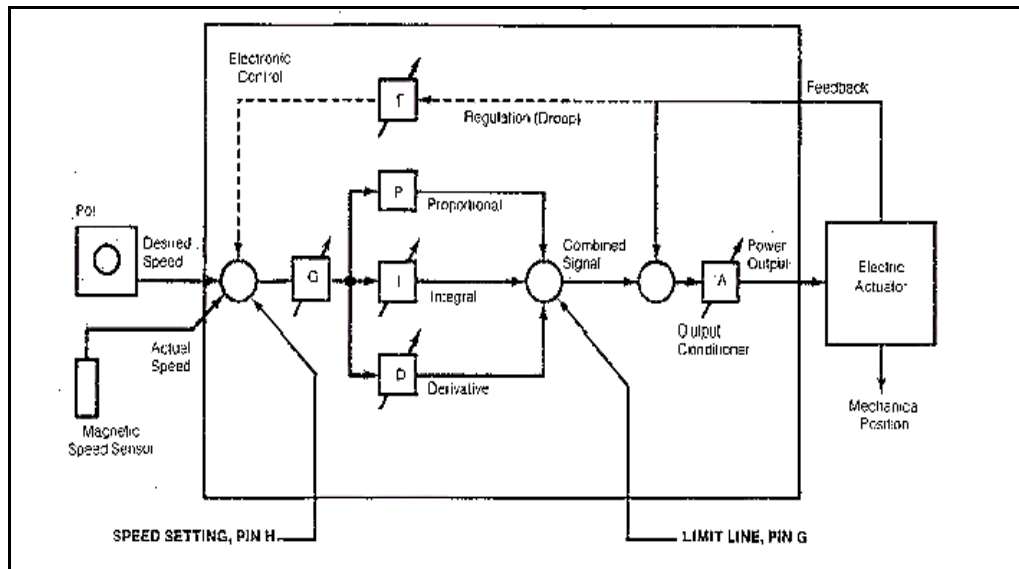 Electronic
Control
Feedback
Regulation (Droop)
P
Proportional
Pot
Desired
Speed
G
I
Integral
Combined
Signal
'A
Power
Output
Electric
Actuator
Output
Conditioner
Actual
Speed
D
Derivative
Magnetic
Speed Sensor
Mechanica
Position
SPEED SETTING, PIN H
LIMIT LINE, PIN G